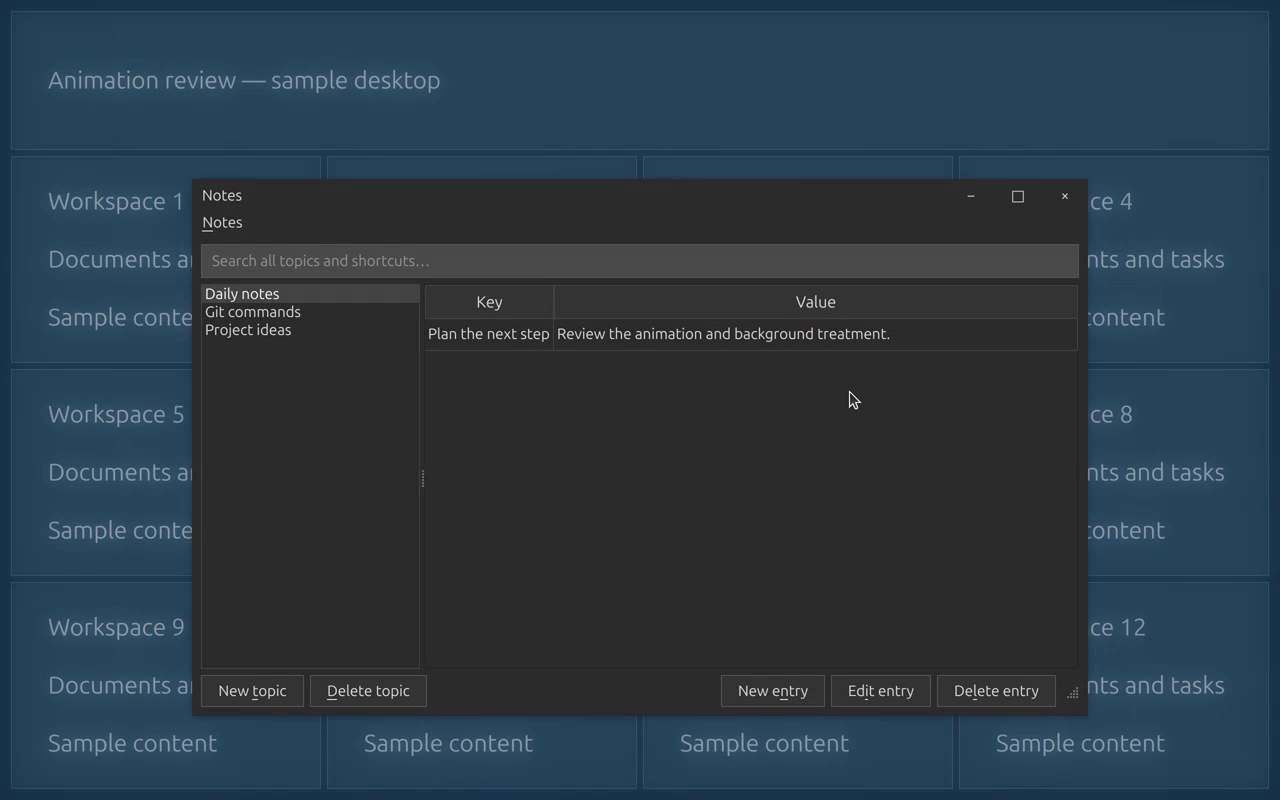 Animation review — sample desktop
Workspace 1
ce 4
Documents a
nts and tasks
Sample conte
content
Notes
Notes
Search all topics and shortcuts…
Daily notes
Git commands
Project ideas
Key Value
Plan the next step Review the animation and background treatment.
Workspace 5
ce 8
Documents a
nts and tasks
Sample conte
content
Workspace 9
ce 12
Documents a
nts and tasks
New topic Delete topic New entry Edit entry Delete entry
Sample content Sample content Sample content Sample content